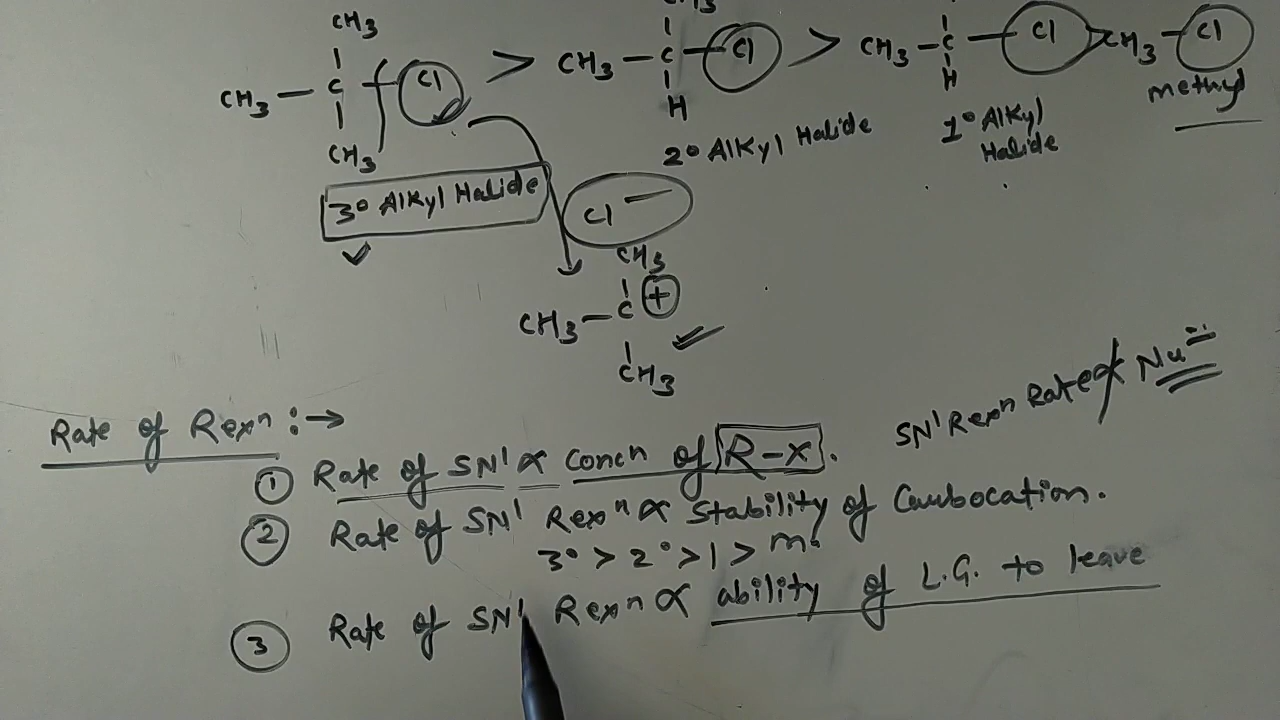 CH3 CH3
CH3 — C — Cl > CH3 — C — Cl > CH3 — C — Cl > CH3 — Cl
CH3 H H methyl
3° Alkyl Halide 2° Alkyl Halide 1° Alkyl Halide
Cl —
CH3
CH3 — C +
CH3
SN1 Rexn Rate ∝ Nu
Rate of Rexn :→
① Rate of SN1 ∝ Concn of R-X.
② Rate of SN1 Rexn ∝ Stability of Carbocation.
3° > 2° > 1 > m°
③ Rate of SN1 Rexn ∝ ability of L.G. to leave